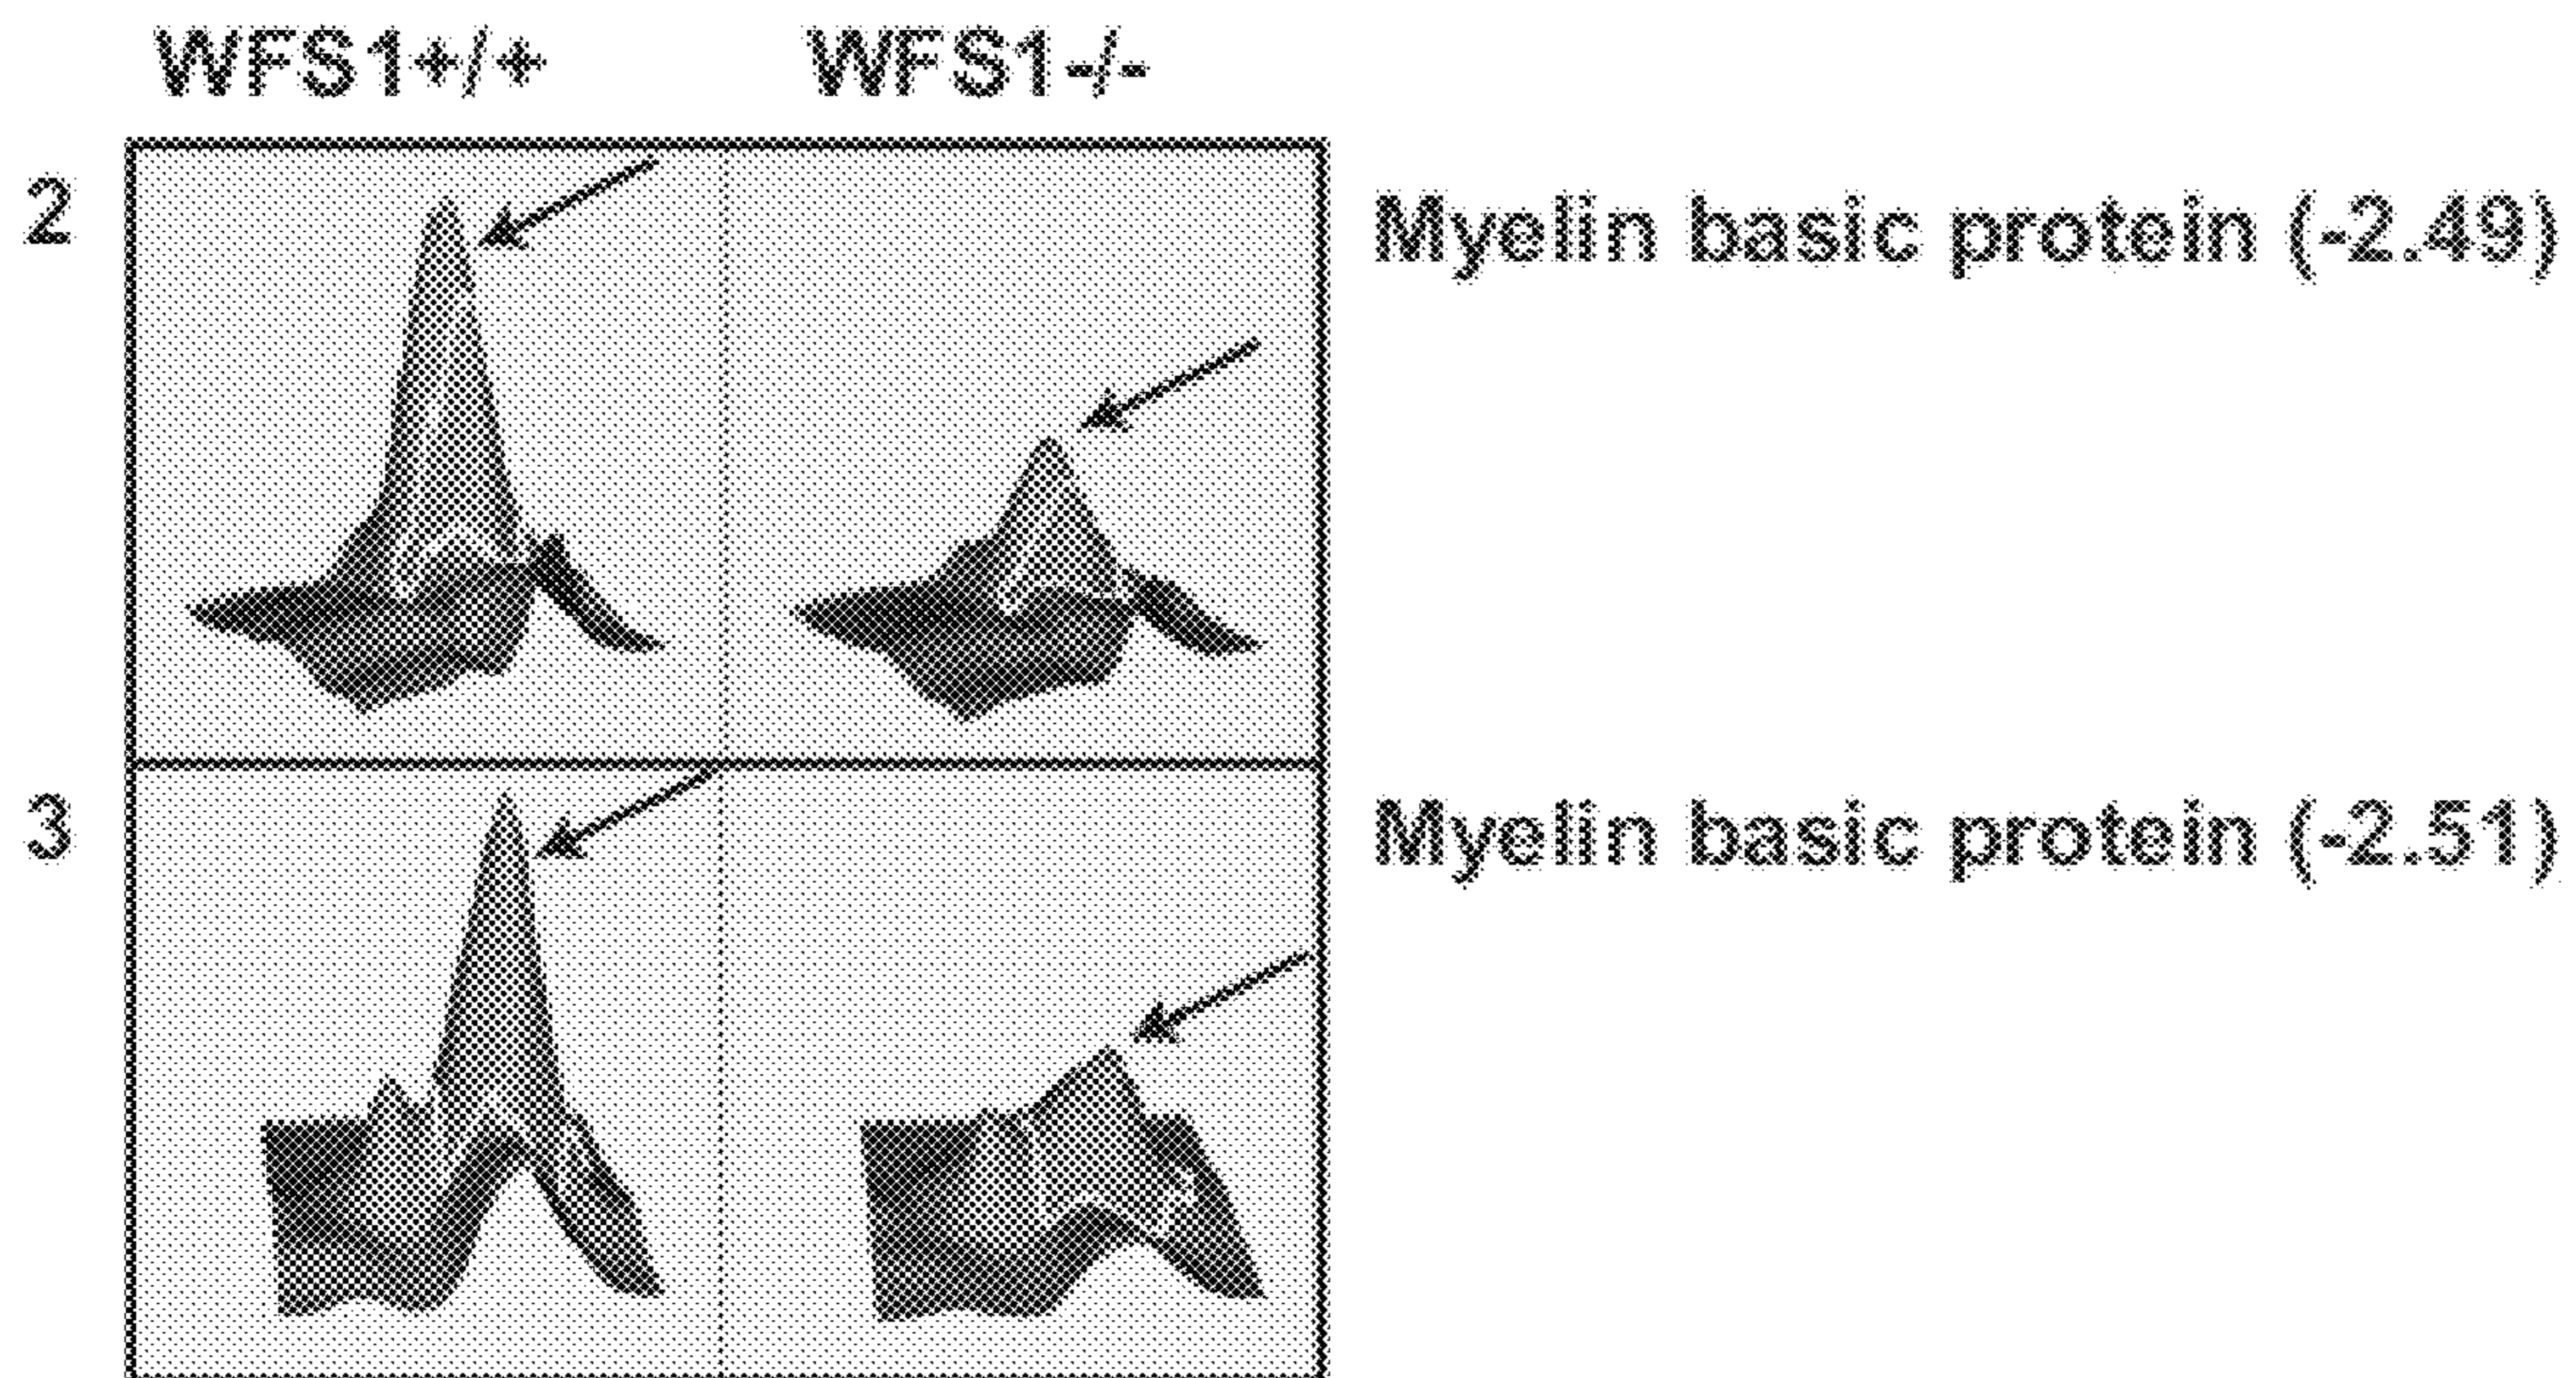 WFS1+/+ WFS1-/-
2 Myelin basic protein (-2.49)
3 Myelin basic protein (-2.51)